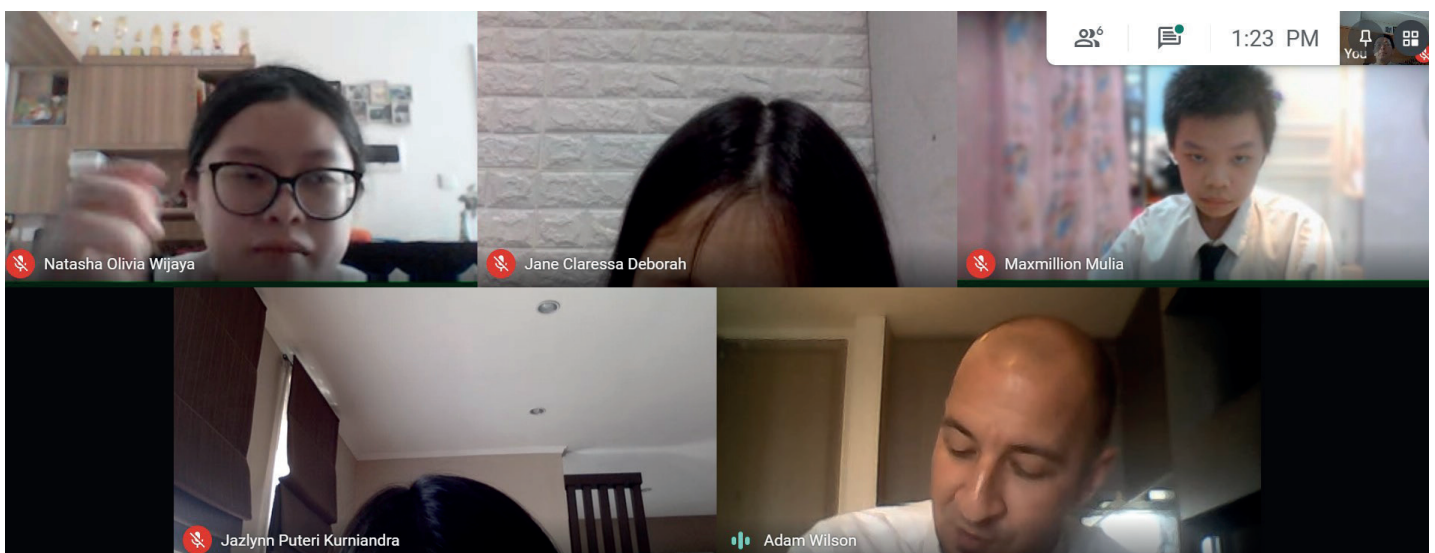 6
1:23 PM
You
Natasha Olivia Wijaya
Jane Claressa Deborah
Maxmillion Mulia
Jazlynn Puteri Kurniandra
Adam Wilson